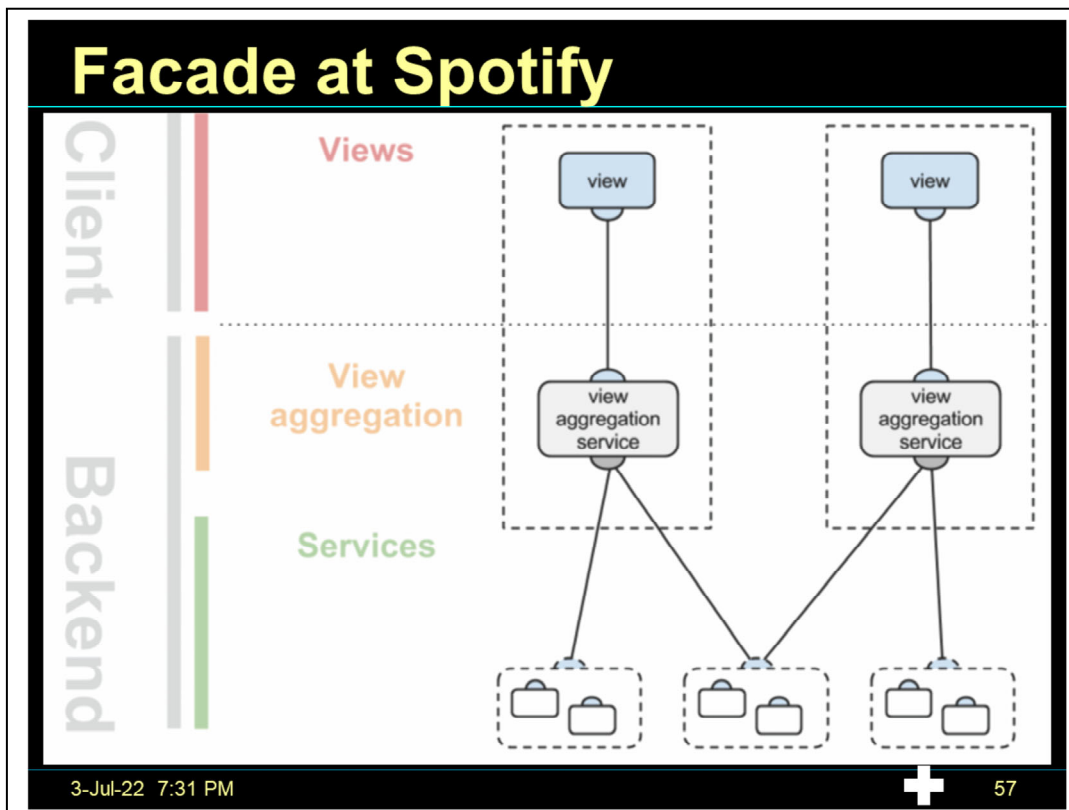 Facade at Spotify
Client
Views
view
view
View
aggregation
view
aggregation
service
view
aggregation
service
Backend
Services
3-Jul-22 7:31 PM
57